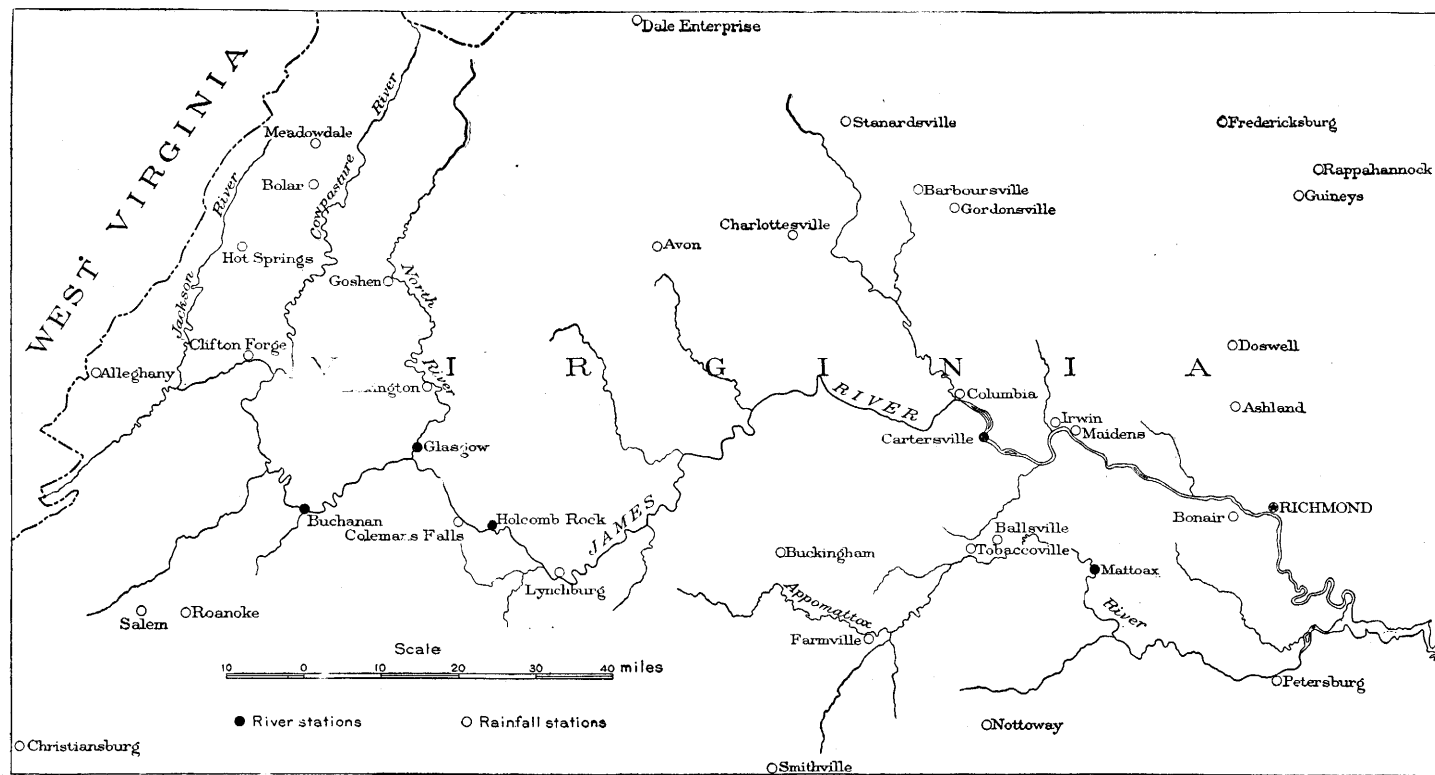 Dale Enterprise
WEST VIRGINIA
River
Meadowdale
Stanardsville
Fredericksburg
Rappahannock
River
Bolar
Cowpasture
Barboursville
Gordonsville
Guineys
Charlottesville
Avon
Hot Springs
Goshen
North
Jackson
Clifton Forge
Doswell
Alleghany
V I R G I N I A
River
RIVER
Columbia
Ashland
Irwin
Maidens
Cartersville
Glasgow
RICHMOND
Bonair
Buchanan
Holcomb Rock
JAMES
Colemans Falls
Ballsville
Tobaccoville
Buckingham
Mattoax
Lynchburg
Appomattox
River
Salem
Roanoke
Farmville
Scale
10 0 10 20 30 40 miles
Petersburg
River stations
Rainfall stations
Nottoway
Christiansburg
Smithville